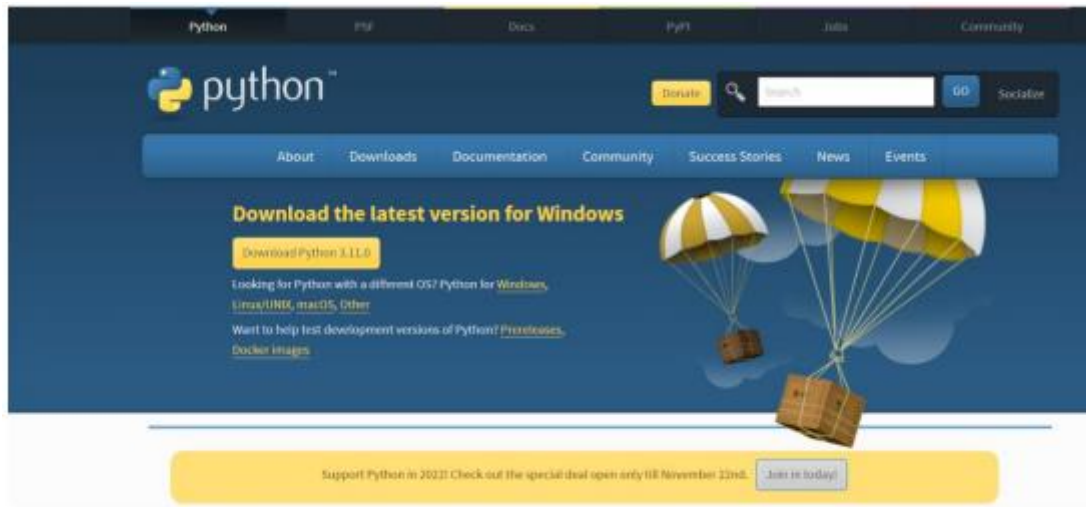 Python PSF Docs PyPI Jobs Community
python™
Donate Search GO Socialize
About Downloads Documentation Community Success Stories News Events
Download the latest version for Windows
Download Python 3.11.0
Looking for Python with a different OS? Python for Windows,
Linux/UNIX, macOS, Other
Want to help test development versions of Python? Prereleases,
Docker images
Support Python in 2022! Check out the special deal open only till November 22nd. Join in today!